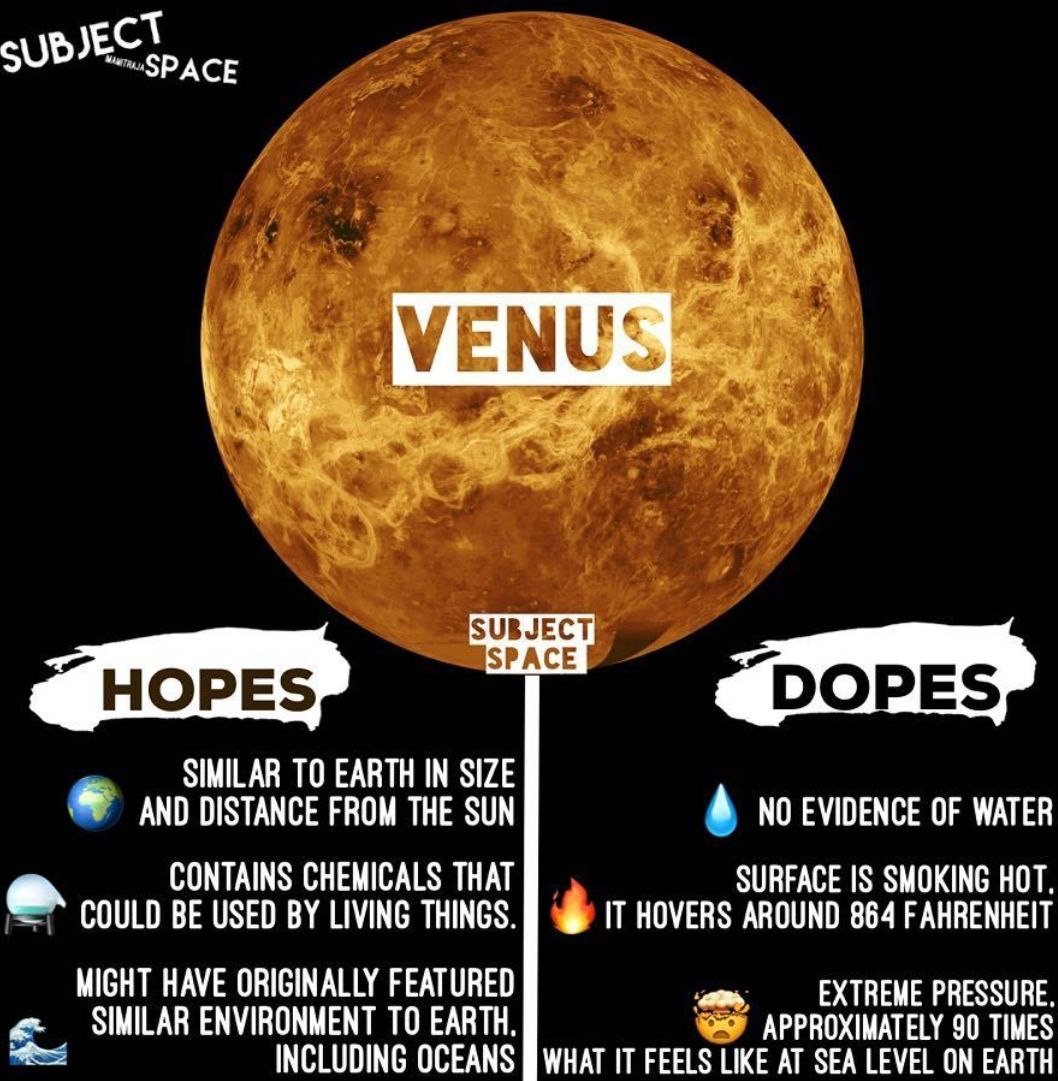 SUBJECT
MAMITRAJA SPACE
VENUS
SUBJECT
SPACE
HOPES
SIMILAR TO EARTH IN SIZE
AND DISTANCE FROM THE SUN
CONTAINS CHEMICALS THAT
COULD BE USED BY LIVING THINGS.
MIGHT HAVE ORIGINALLY FEATURED
SIMILAR ENVIRONMENT TO EARTH,
INCLUDING OCEANS
DOPES
NO EVIDENCE OF WATER
SURFACE IS SMOKING HOT.
IT HOVERS AROUND 864 FAHRENHEIT
EXTREME PRESSURE.
APPROXIMATELY 90 TIMES
WHAT IT FEELS LIKE AT SEA LEVEL ON EARTH